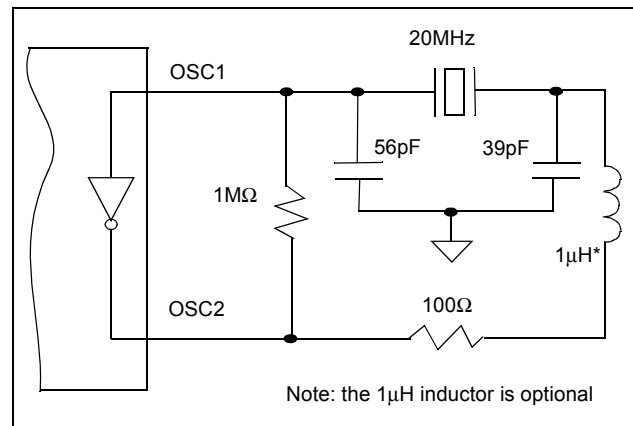 20MHz
OSC1
56pF
39pF
1MΩ
1μH*
100Ω
OSC2
Note: the 1μH inductor is optional